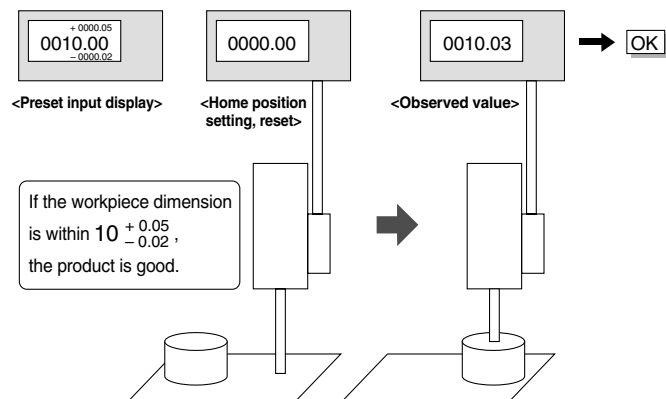 + 0000.05
0010.00
– 0000.02
0000.00
0010.03
OK
<Preset input display>
<Home position
setting, reset>
<Observed value>
If the workpiece dimension
is within 10 + 0.05 – 0.02 ,
the product is good.